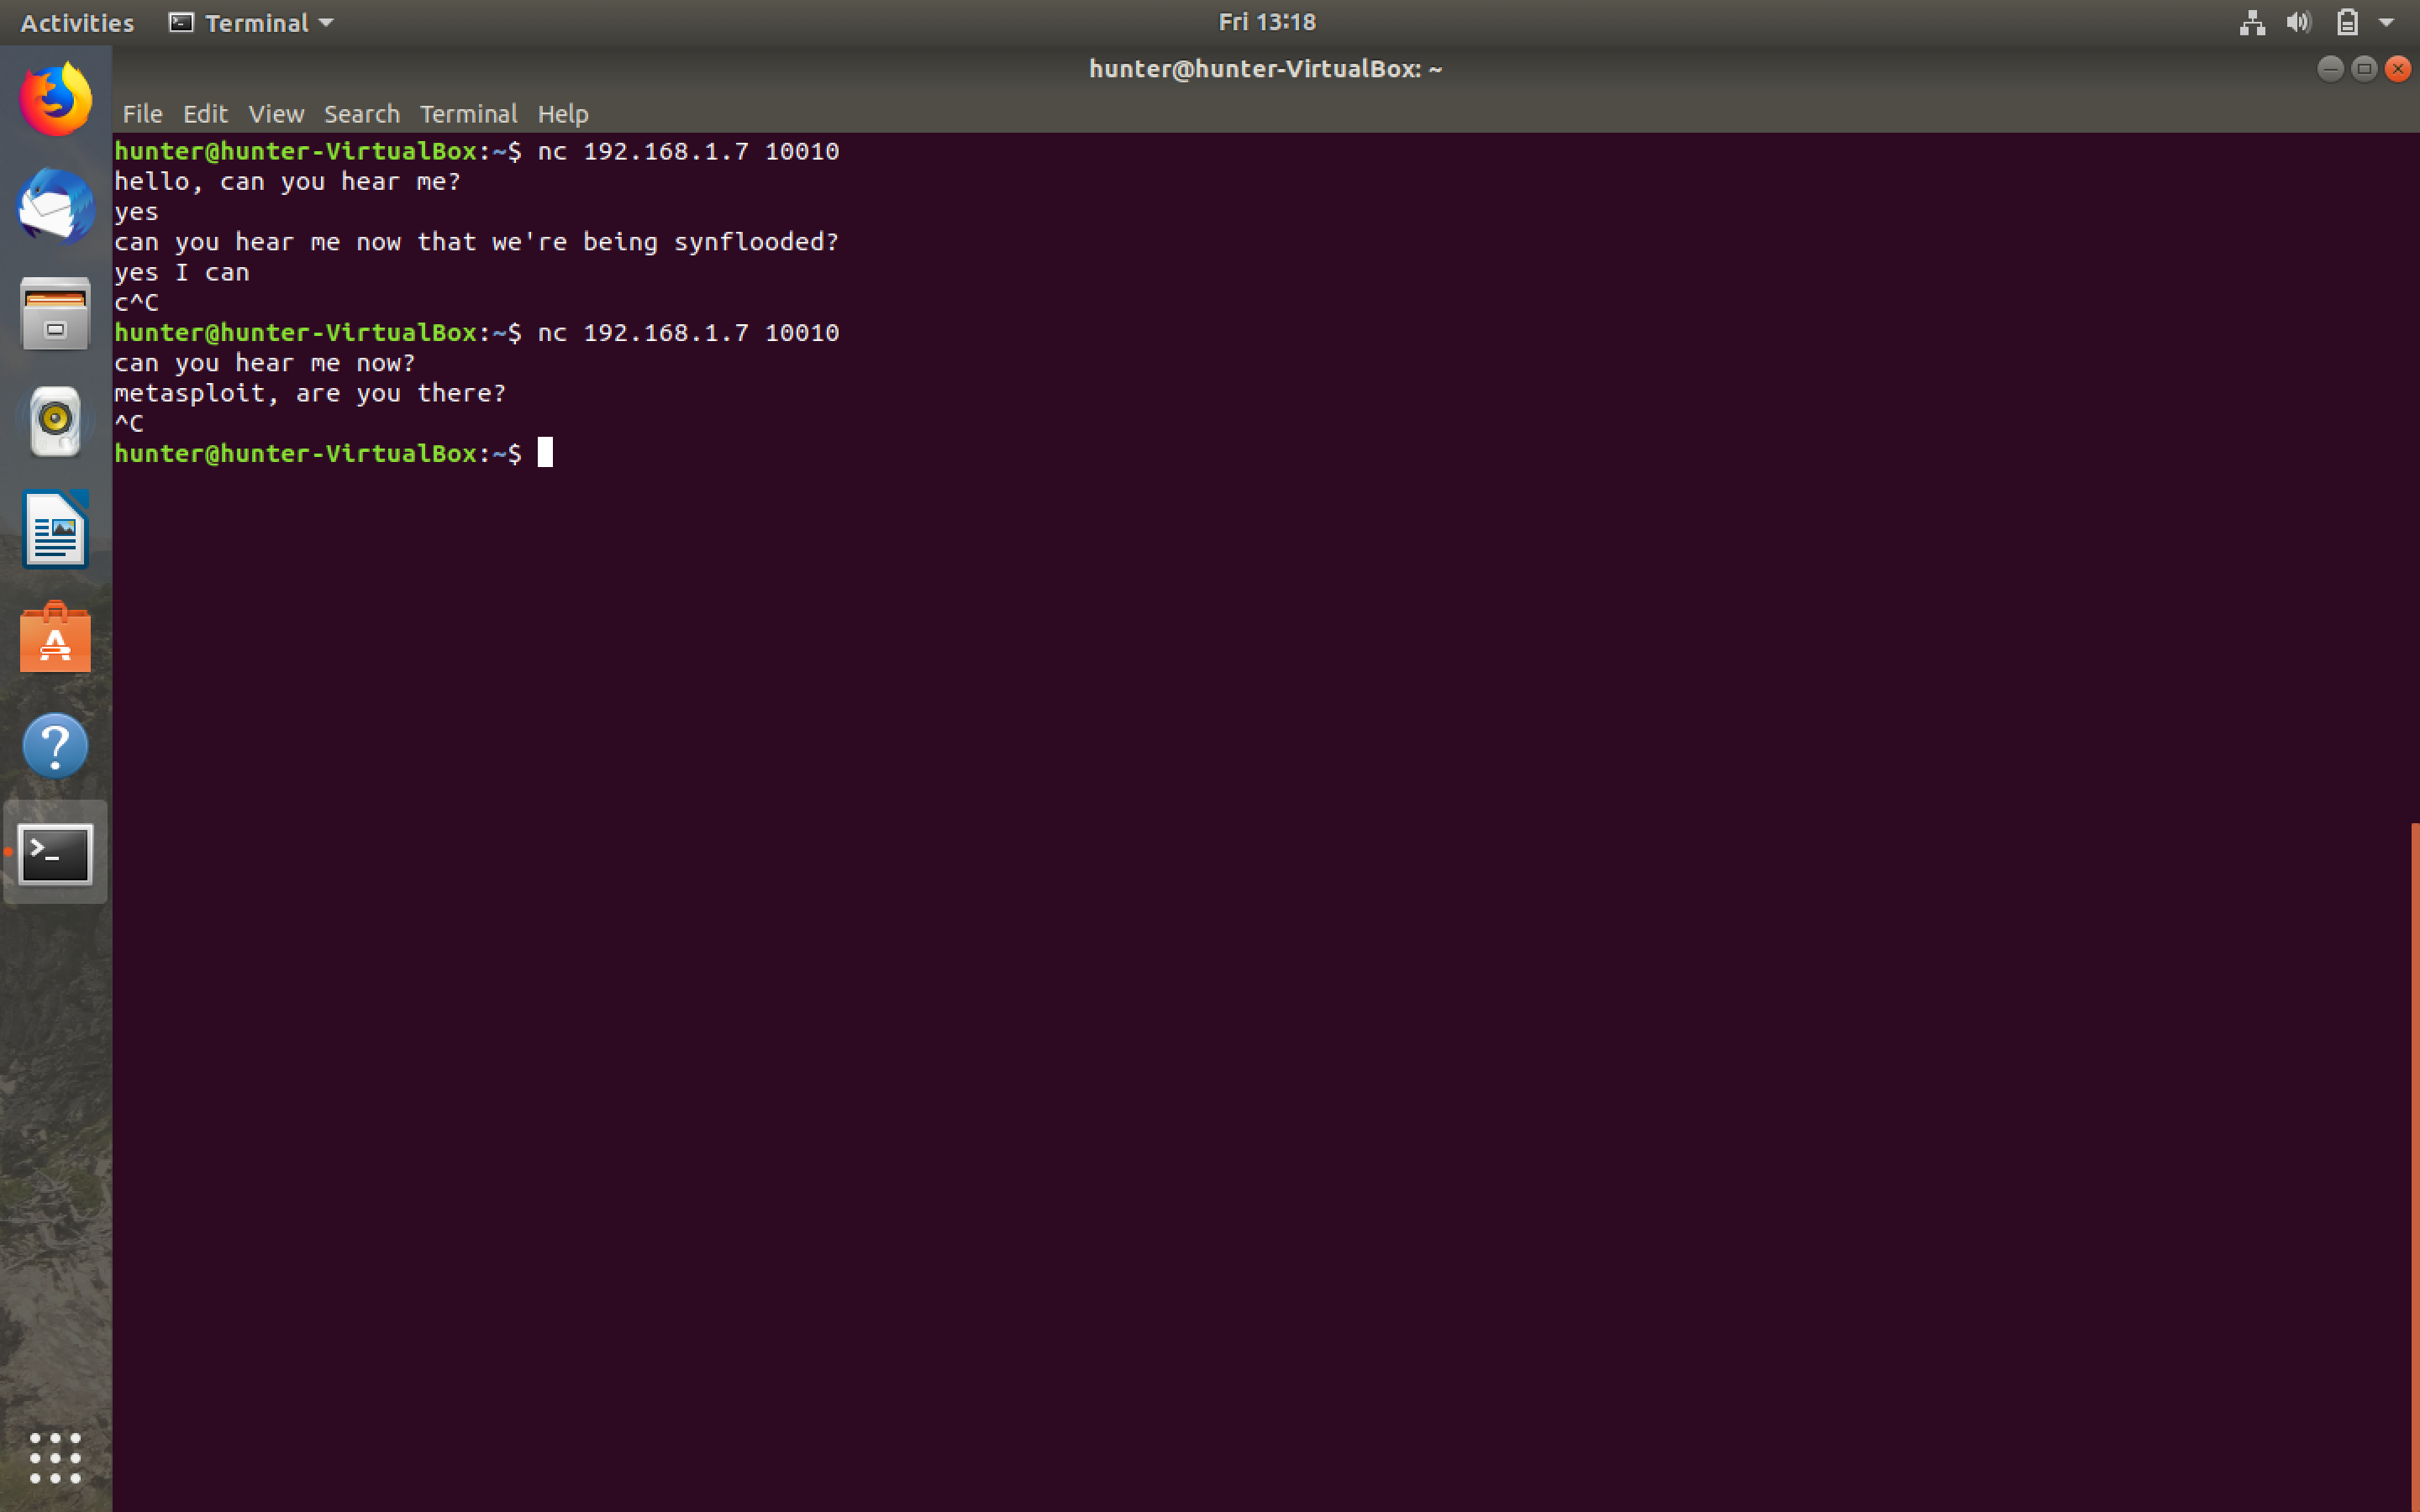 Activities Terminal Fri 13:18
hunter@hunter-VirtualBox: ~
File Edit View Search Terminal Help
hunter@hunter-VirtualBox:~$ nc 192.168.1.7 10010
hello, can you hear me?
yes
can you hear me now that we're being synflooded?
yes I can
c^C
hunter@hunter-VirtualBox:~$ nc 192.168.1.7 10010
can you hear me now?
metasploit, are you there?
^C
hunter@hunter-VirtualBox:~$